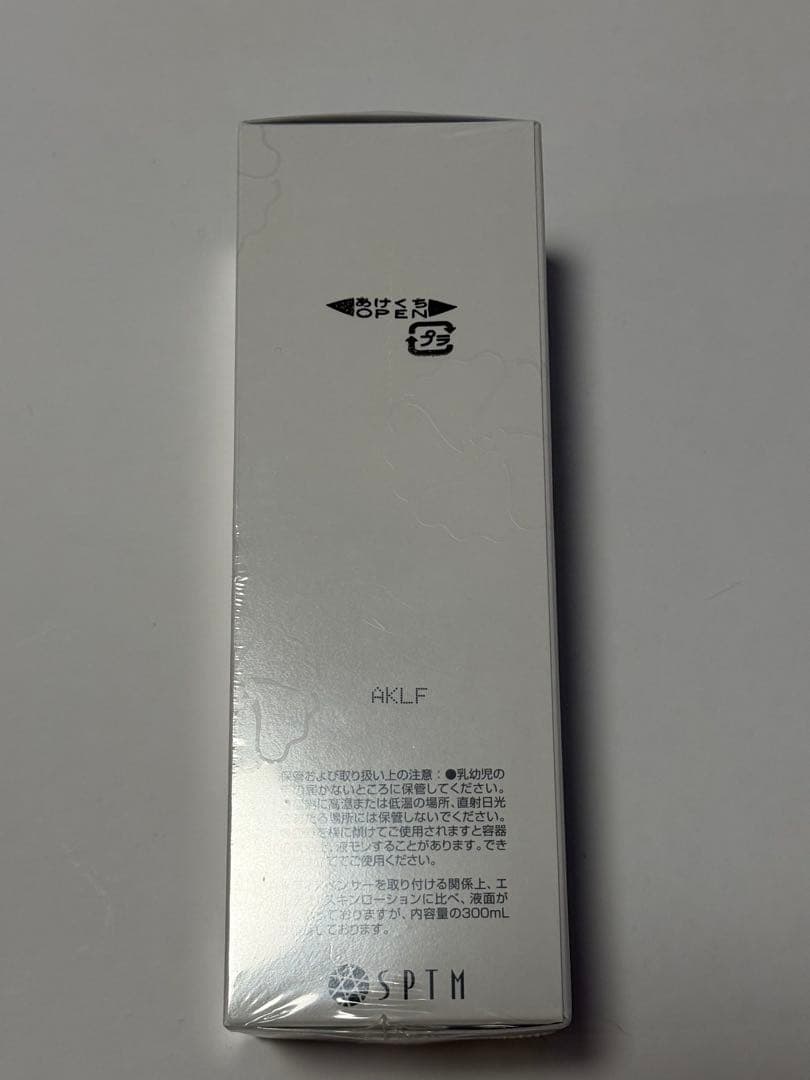 あけくち
OPEN
プラ
AKLF
保管および取り扱い上の注意：●乳幼児の
届かないところに保管してください。
に高温または低温の場所、直射日光
場所には保管しないでください。
を横に傾けてご使用されますと容器
、液モレすることがあります。でき
てご使用ください。
ディスペンサーを取り付ける関係上、エ
スキンローションに比べ、液面が
っておりますが、内容量の300mL
しております。
SPTM